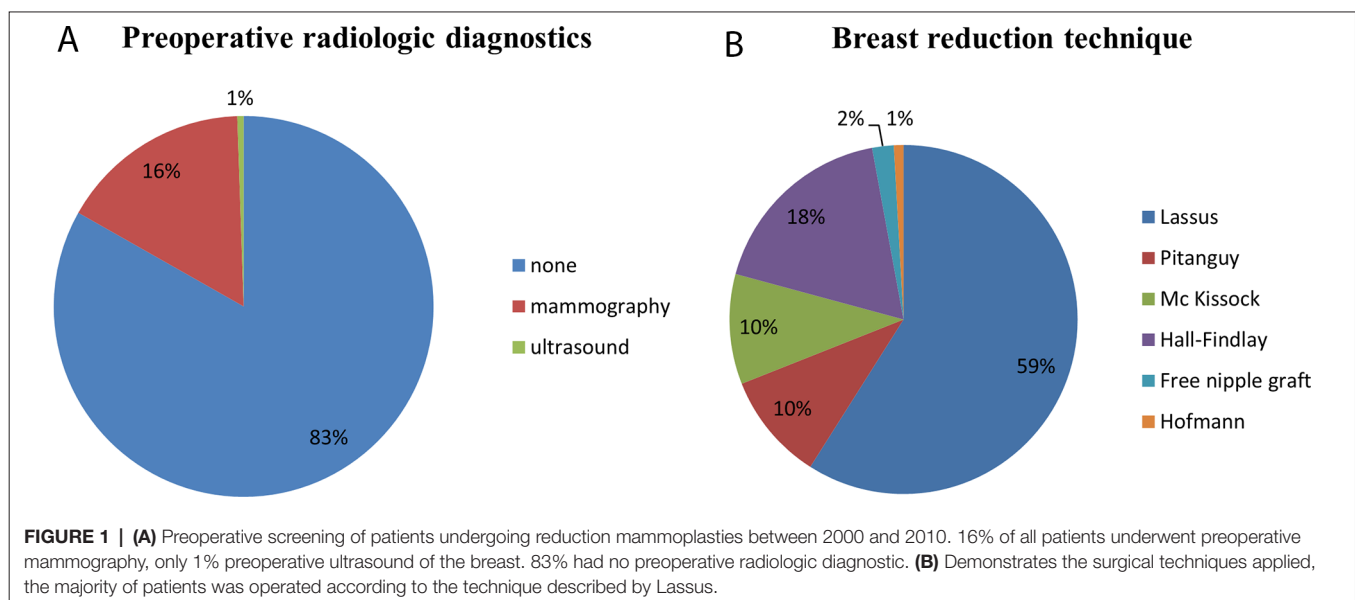 A
Preoperative radiologic diagnostics
1%
16%
83%
none
mammography
ultrasound
B
Breast reduction technique
2%
1%
18%
10%
10%
59%
Lassus
Pitanguy
Mc Kissock
Hall-Findlay
Free nipple graft
Hofmann
FIGURE 1 | (A) Preoperative screening of patients undergoing reduction mammoplasties between 2000 and 2010. 16% of all patients underwent preoperative
mammography, only 1% preoperative ultrasound of the breast. 83% had no preoperative radiologic diagnostic. (B) Demonstrates the surgical techniques applied,
the majority of patients was operated according to the technique described by Lassus.